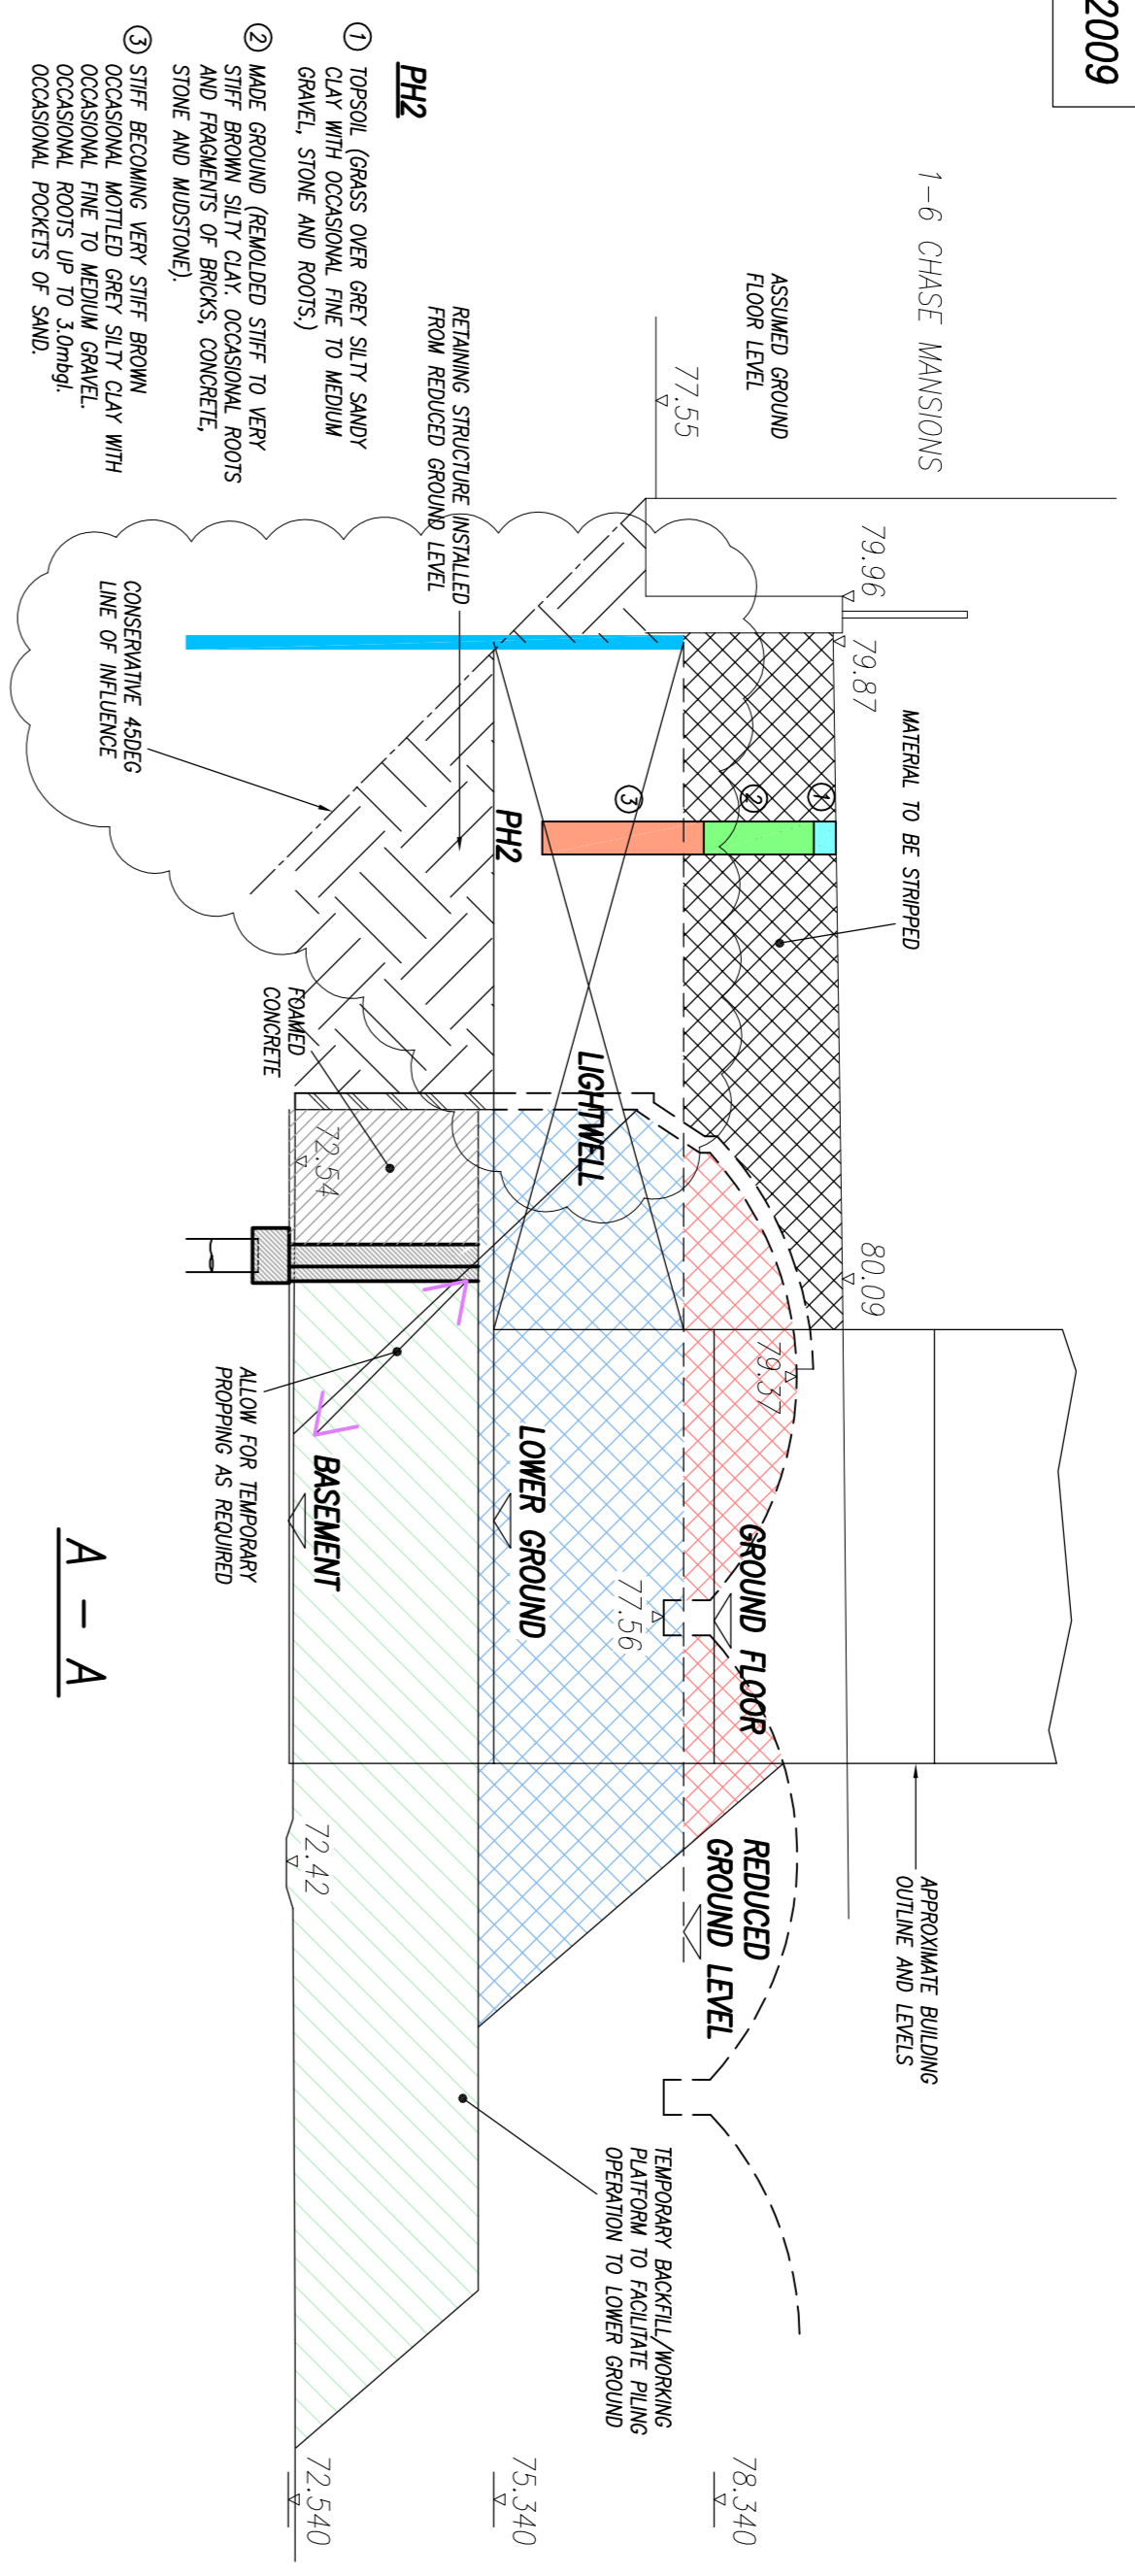 2009
1-6 CHASE MANSIONS
ASSUMED GROUND
FLOOR LEVEL
77.55
79.96
79.87
MATERIAL TO BE STRIPPED
80.09
79.37
APPROXIMATE BUILDING
OUTLINE AND LEVELS
RETAINING STRUCTURE INSTALLED
FROM REDUCED GROUND LEVEL
1
2
3
PH2
LIGHTWELL
GROUND FLOOR
77.56
REDUCED
GROUND LEVEL
LOWER GROUND
TEMPORARY BACKFILL/WORKING
PLATFORM TO FACILITATE PILING
OPERATION TO LOWER GROUND
78.340
75.340
72.540
CONSERVATIVE 45DEG
LINE OF INFLUENCE
FOAMED
CONCRETE
72.54
BASEMENT
72.42
ALLOW FOR TEMPORARY
PROPPING AS REQUIRED
PH2
1 TOPSOIL (GRASS OVER GREY SILTY SANDY
CLAY WITH OCCASIONAL FINE TO MEDIUM
GRAVEL, STONE AND ROOTS.)
2 MADE GROUND (REMOLDED STIFF TO VERY
STIFF BROWN SILTY CLAY. OCCASIONAL ROOTS
AND FRAGMENTS OF BRICKS, CONCRETE,
STONE AND MUDSTONE).
3 STIFF BECOMING VERY STIFF BROWN
OCCASIONAL MOTTLED GREY SILTY CLAY WITH
OCCASIONAL FINE TO MEDIUM GRAVEL.
OCCASIONAL ROOTS UP TO 3.0mbgl.
OCCASIONAL POCKETS OF SAND.
A - A